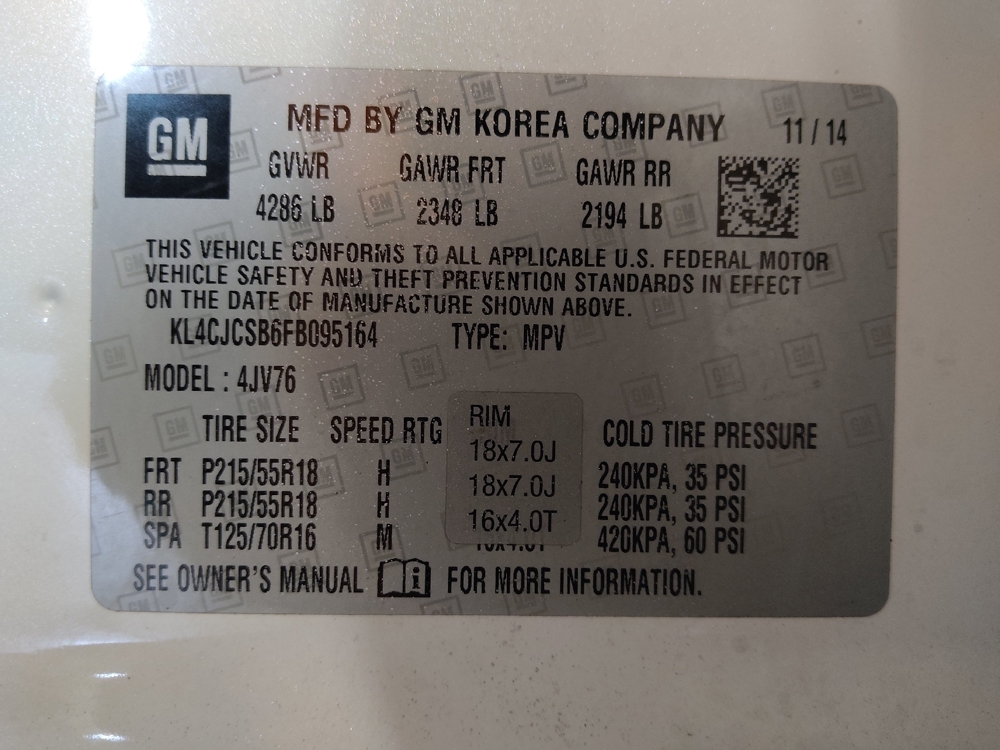 GM
MFD BY GM KOREA COMPANY 11 / 14
GVWR GAWR FRT GAWR RR
4286 LB 2348 LB 2194 LB
THIS VEHICLE CONFORMS TO ALL APPLICABLE U.S. FEDERAL MOTOR
VEHICLE SAFETY AND THEFT PREVENTION STANDARDS IN EFFECT
ON THE DATE OF MANUFACTURE SHOWN ABOVE.
KL4CJCSB6FB095164 TYPE: MPV
MODEL : 4JV76
TIRE SIZE SPEED RTG RIM COLD TIRE PRESSURE
FRT P215/55R18 H 18x7.0J 240KPA, 35 PSI
RR P215/55R18 H 18x7.0J 240KPA, 35 PSI
SPA T125/70R16 M 16x4.0T 420KPA, 60 PSI
SEE OWNER'S MANUAL i FOR MORE INFORMATION.